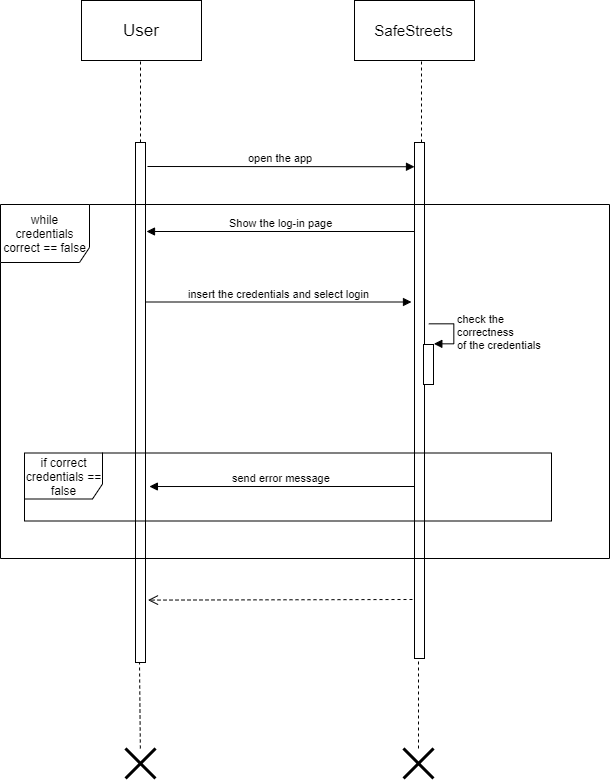 User
SafeStreets
open the app
while
credentials
correct == false
Show the log-in page
insert the credentials and select login
check the
correctness
of the credentials
if correct
credentials ==
false
send error message